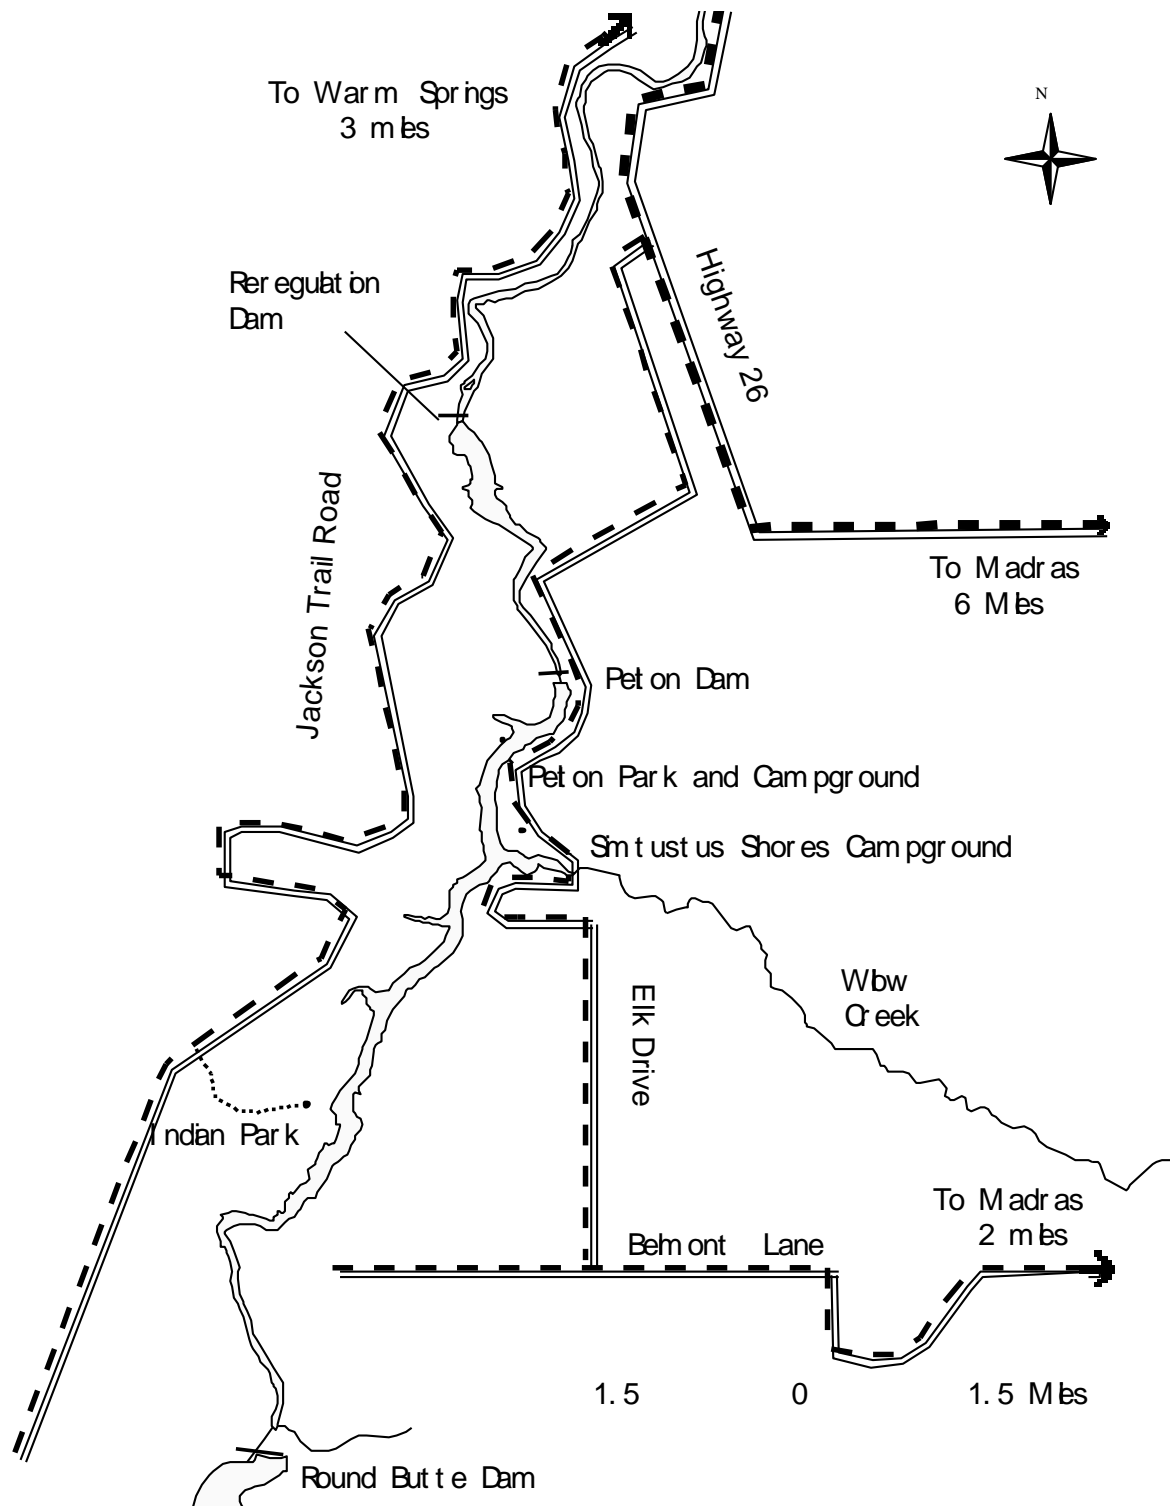 N
To Warm Springs
3 miles
Reregulation
Dam
Highway 26
Jackson Trail Road
To Madras
6 Miles
Pelton Dam
Pelton Park and Campground
Simtustus Shores Campground
Willow
Creek
Elk Drive
Indian Park
To Madras
2 miles
Belmont Lane
1.5 0 1.5 Miles
Round Butte Dam